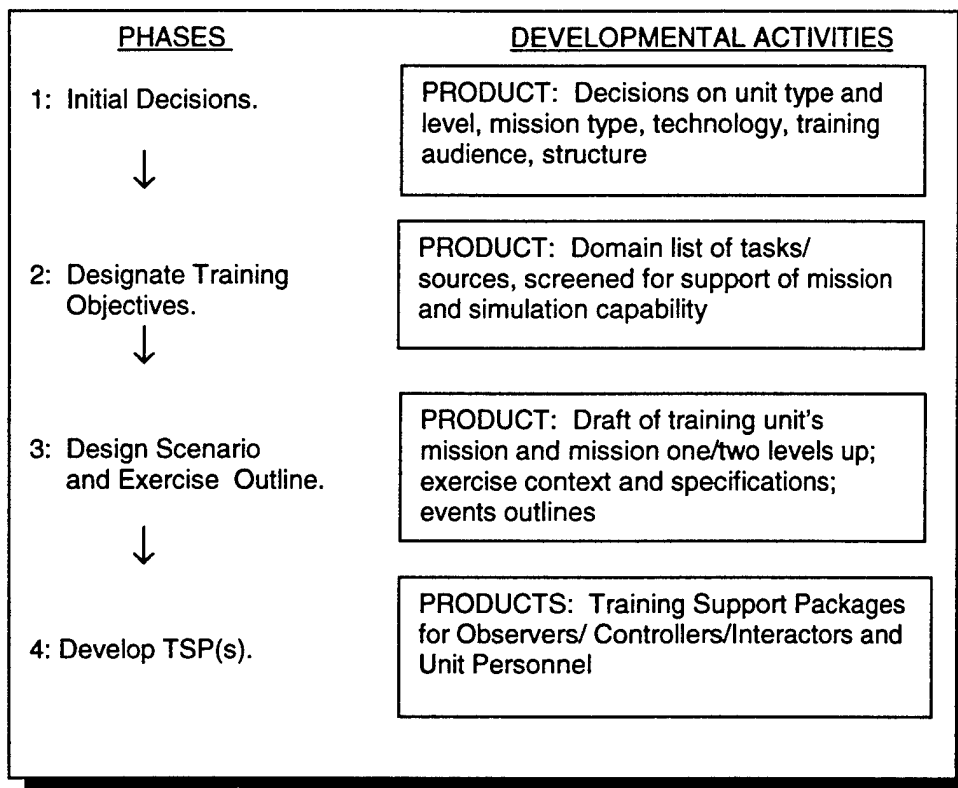 PHASES
DEVELOPMENTAL ACTIVITIES
1: Initial Decisions.
PRODUCT: Decisions on unit type and
level, mission type, technology, training
audience, structure
2: Designate Training
Objectives.
PRODUCT: Domain list of tasks/
sources, screened for support of mission
and simulation capability
3: Design Scenario
and Exercise Outline.
PRODUCT: Draft of training unit's
mission and mission one/two levels up;
exercise context and specifications;
events outlines
4: Develop TSP(s).
PRODUCTS: Training Support Packages
for Observers/ Controllers/Interactors and
Unit Personnel